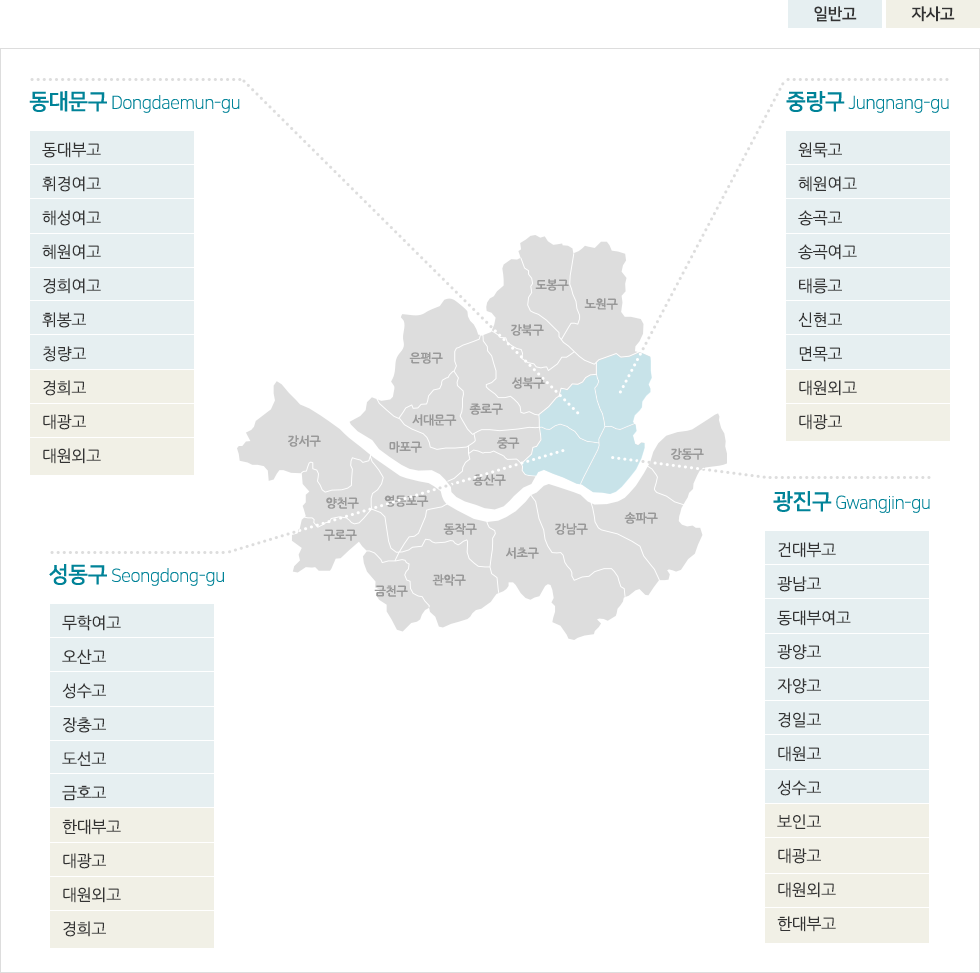 일반고 자사고
동대문구 Dongdaemun-gu
동대부고
휘경여고
해성여고
혜원여고
경희여고
휘봉고
청량고
경희고
대광고
대원외고
중랑구 Jungnang-gu
원묵고
혜원여고
송곡고
송곡여고
태릉고
신현고
면목고
대원외고
대광고
도봉구
노원구
강북구
은평구
성북구
종로구
서대문구
강서구
중구
마포구
강동구
용산구
양천구
영등포구
구로구
동작구
강남구
송파구
서초구
관악구
금천구
성동구 Seongdong-gu
무학여고
오산고
성수고
장충고
도선고
금호고
한대부고
대광고
대원외고
경희고
광진구 Gwangjin-gu
건대부고
광남고
동대부여고
광양고
자양고
경일고
대원고
성수고
보인고
대광고
대원외고
한대부고